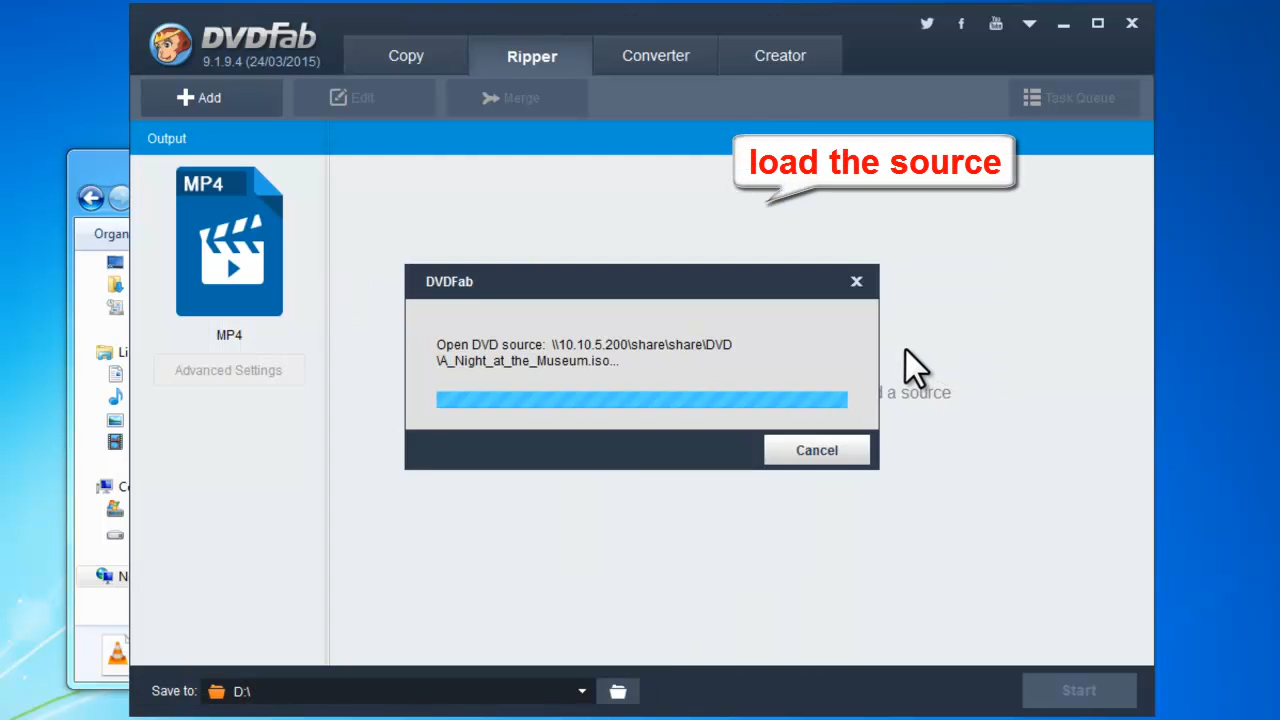 DVDFab
9.1.9.4 (24/03/2015)
Copy
Ripper
Converter
Creator
You
Add
Edit
Merge
Task Queue
Output
load the source
MP4
Organ
MP4
Advanced Settings
Li
C
N
DVDFab
X
Open DVD source: \\10.10.5.200\share\share\DVD
\A_Night_at_the_Museum.iso...
d a source
Cancel
Save to:
D:\
Start